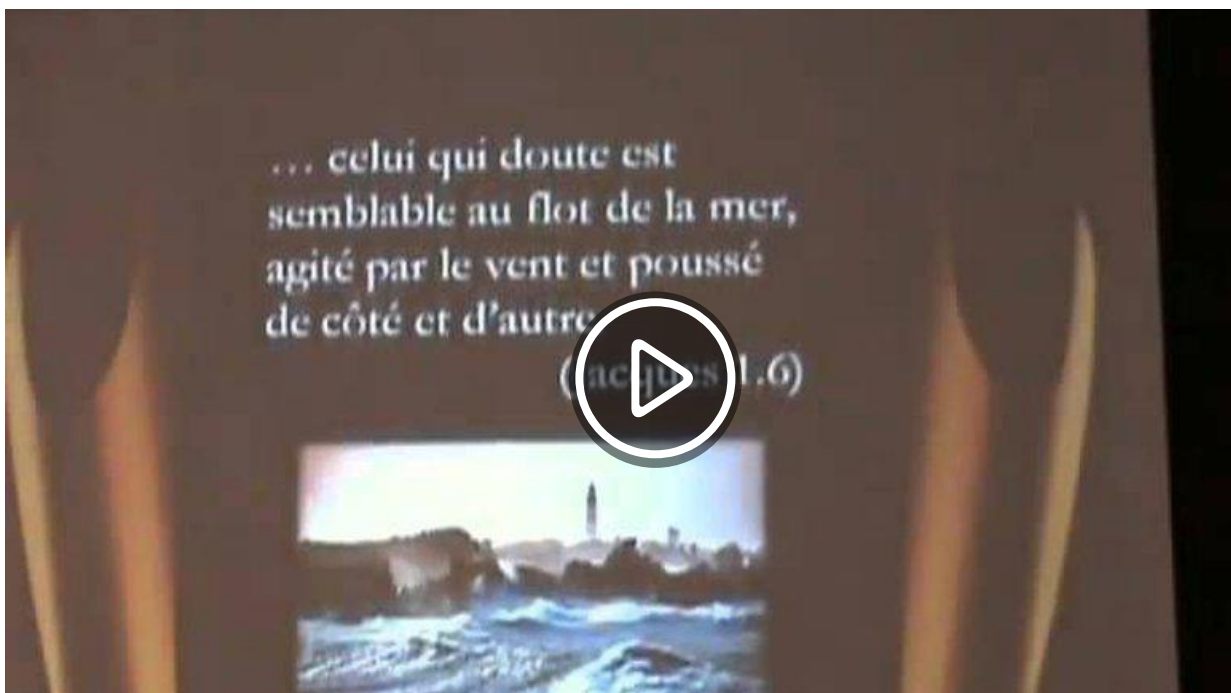 ... celui qui doute est
semblable au flot de la mer,
agité par le vent et poussé
de côté et d'autre
(Jacques 1.6)